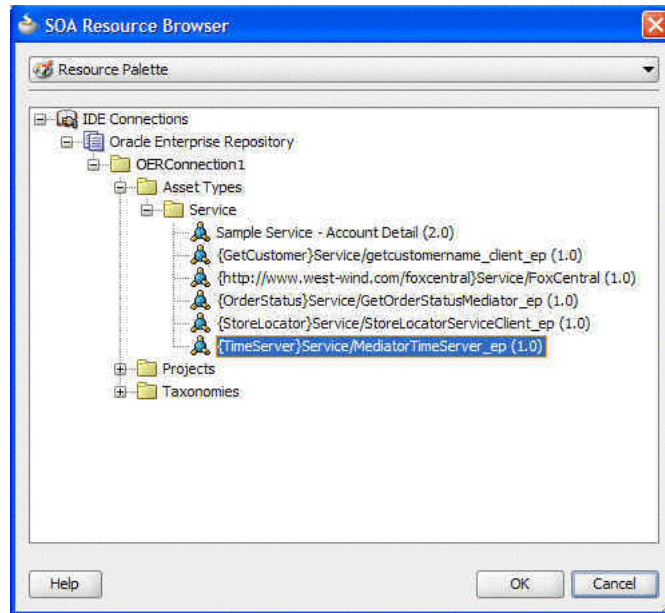 SOA Resource Browser
Resource Palette
IDE Connections
Oracle Enterprise Repository
OERConnection1
Asset Types
Service
Sample Service - Account Detail (2.0)
{GetCustomer}Service/getcustomername_client_ep (1.0)
{http://www.west-wind.com/foxcentral}Service/FoxCentral (1.0)
{OrderStatus}Service/GetOrderStatusMediator_ep (1.0)
{StoreLocator}Service/StoreLocatorServiceClient_ep (1.0)
{TimeServer}Service/MediatorTimeServer_ep (1.0)
Projects
Taxonomies
Help OK Cancel